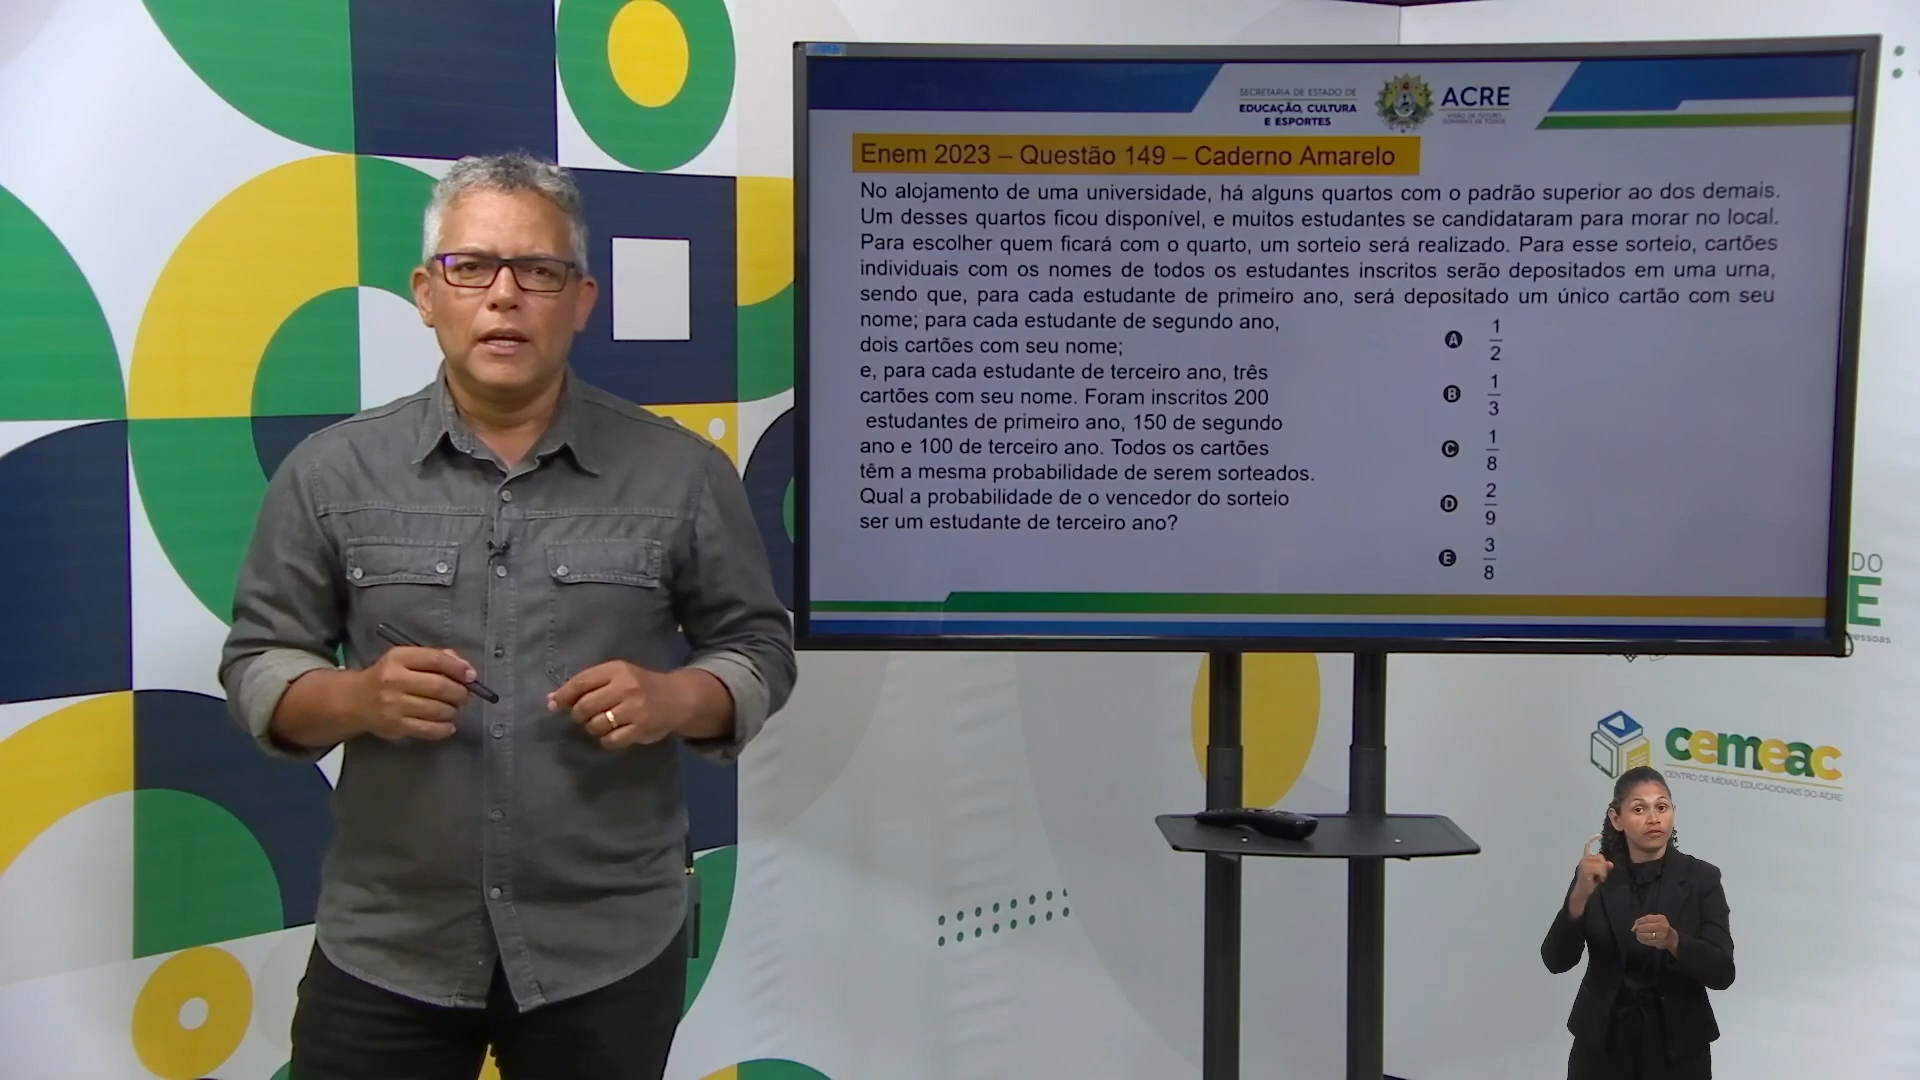 SECRETARIA DE ESTADO DE
EDUCAÇÃO, CULTURA
E ESPORTES
ACRE
Enem 2023 – Questão 149 – Caderno Amarelo
No alojamento de uma universidade, há alguns quartos com o padrão superior ao dos demais.
Um desses quartos ficou disponível, e muitos estudantes se candidataram para morar no local.
Para escolher quem ficará com o quarto, um sorteio será realizado. Para esse sorteio, cartões
individuais com os nomes de todos os estudantes inscritos serão depositados em uma urna,
sendo que, para cada estudante de primeiro ano, será depositado um único cartão com seu
nome; para cada estudante de segundo ano,
dois cartões com seu nome;
e, para cada estudante de terceiro ano, três
cartões com seu nome. Foram inscritos 200
estudantes de primeiro ano, 150 de segundo
ano e 100 de terceiro ano. Todos os cartões
têm a mesma probabilidade de serem sorteados.
Qual a probabilidade de o vencedor do sorteio
ser um estudante de terceiro ano?
A 1/2
B 1/3
C 1/8
D 2/9
E 3/8
DO
E
pessoas
cemeac
CENTRO DE MÍDIAS EDUCACIONAIS DO ACRE